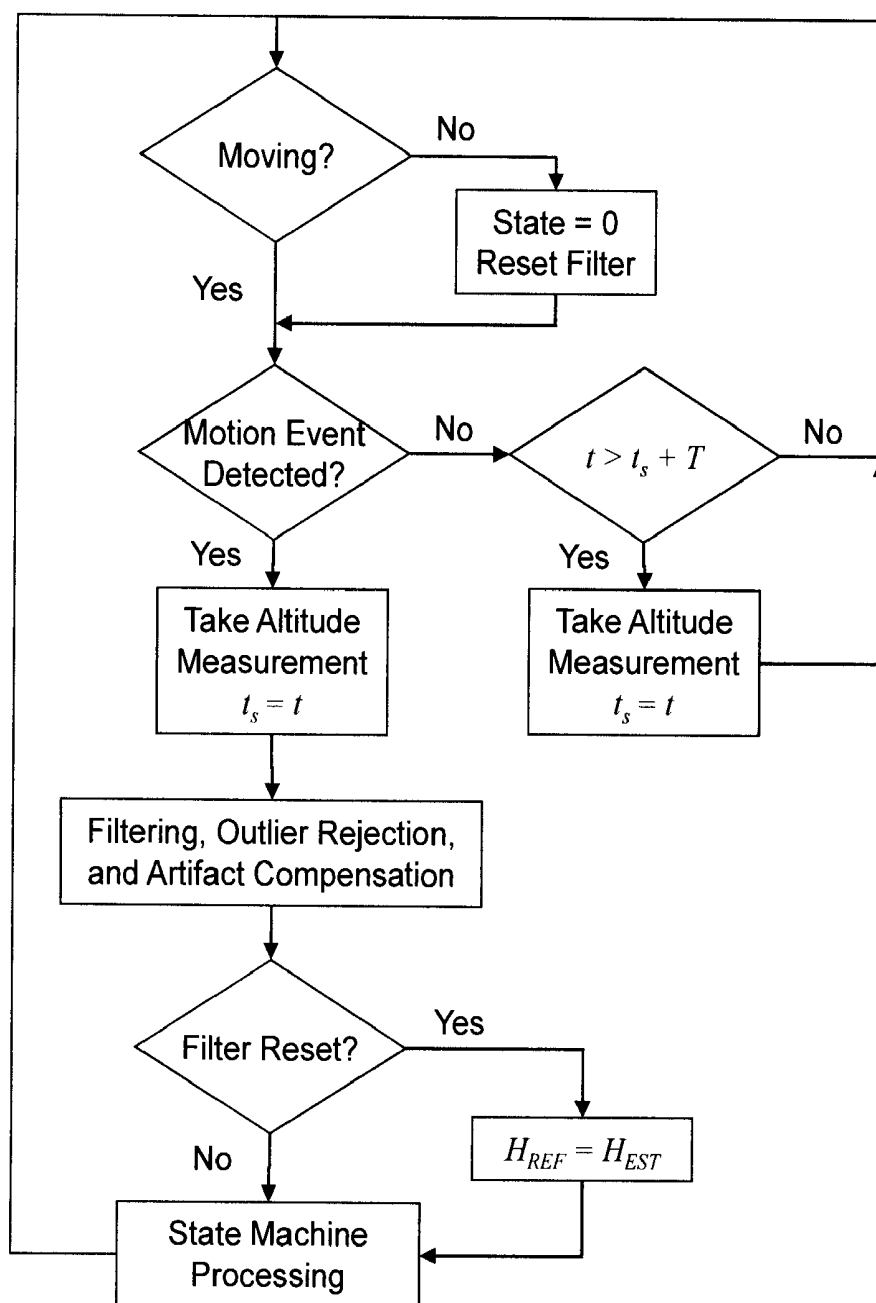 Moving?
No
State = 0
Reset Filter
Yes
Motion Event
Detected?
No
t > t_s + T
No
Yes
Take Altitude
Measurement
t_s = t
Yes
Take Altitude
Measurement
t_s = t
Filtering, Outlier Rejection,
and Artifact Compensation
Filter Reset?
Yes
H_REF = H_EST
No
State Machine
Processing